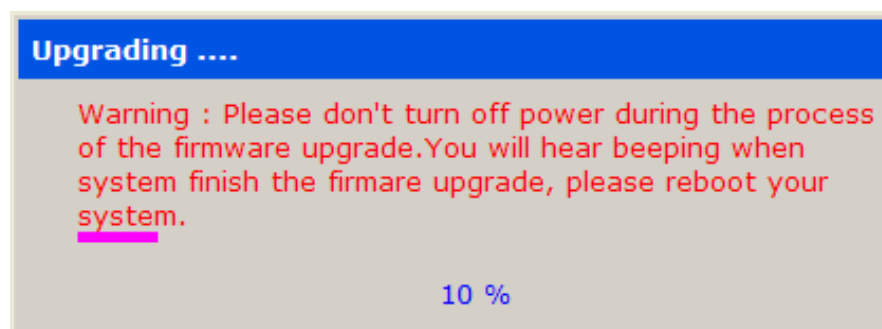 Upgrading ....
Warning : Please don't turn off power during the process
of the firmware upgrade.You will hear beeping when
system finish the firmare upgrade, please reboot your
system.
10 %